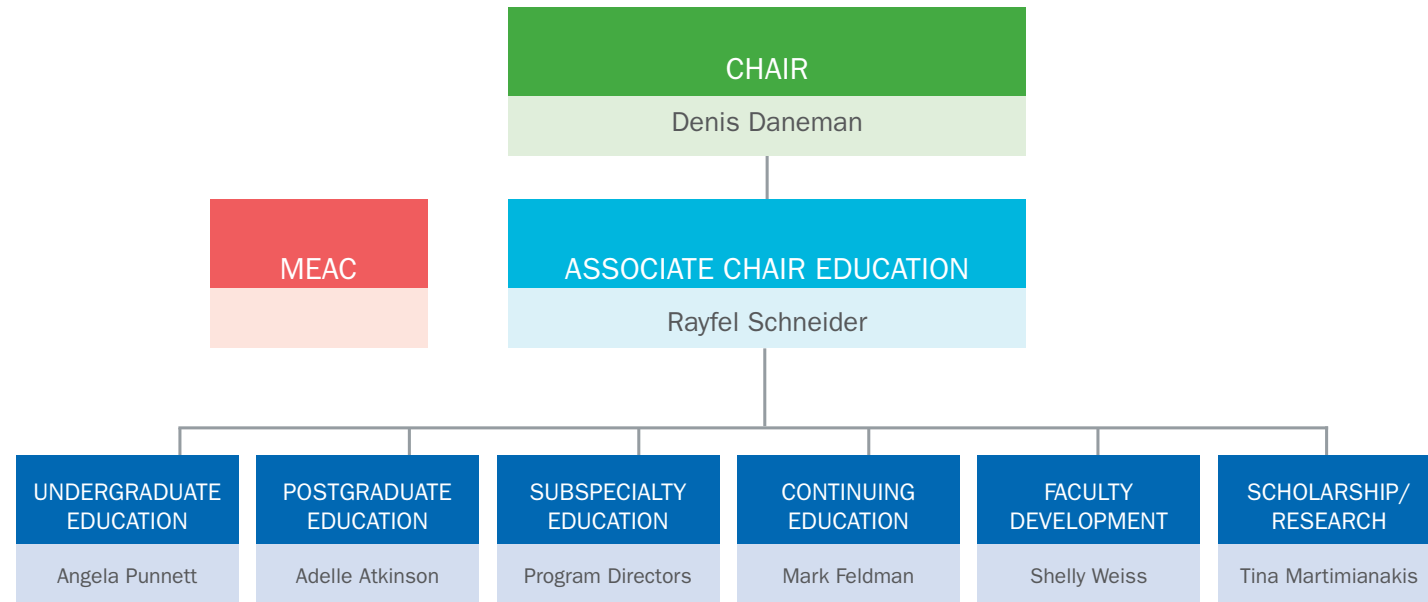 CHAIR
Denis Daneman
MEAC
ASSOCIATE CHAIR EDUCATION
Rayfel Schneider
UNDERGRADUATE
EDUCATION
Angela Punnett
POSTGRADUATE
EDUCATION
Adelle Atkinson
SUBSPECIALTY
EDUCATION
Program Directors
CONTINUING
EDUCATION
Mark Feldman
FACULTY
DEVELOPMENT
Shelly Weiss
SCHOLARSHIP/
RESEARCH
Tina Martimianakis